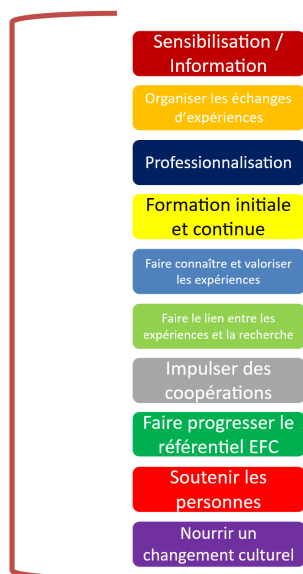 Sensibilisation /
Information
Organiser les échanges
d'expériences
Professionnalisation
Formation initiale
et continue
Faire connaître et valoriser
les expériences
Faire le lien entre les
expériences et la recherche
Impulser des
coopérations
Faire progresser le
référentiel EFC
Soutenir les
personnes
Nourrir un
changement culturel